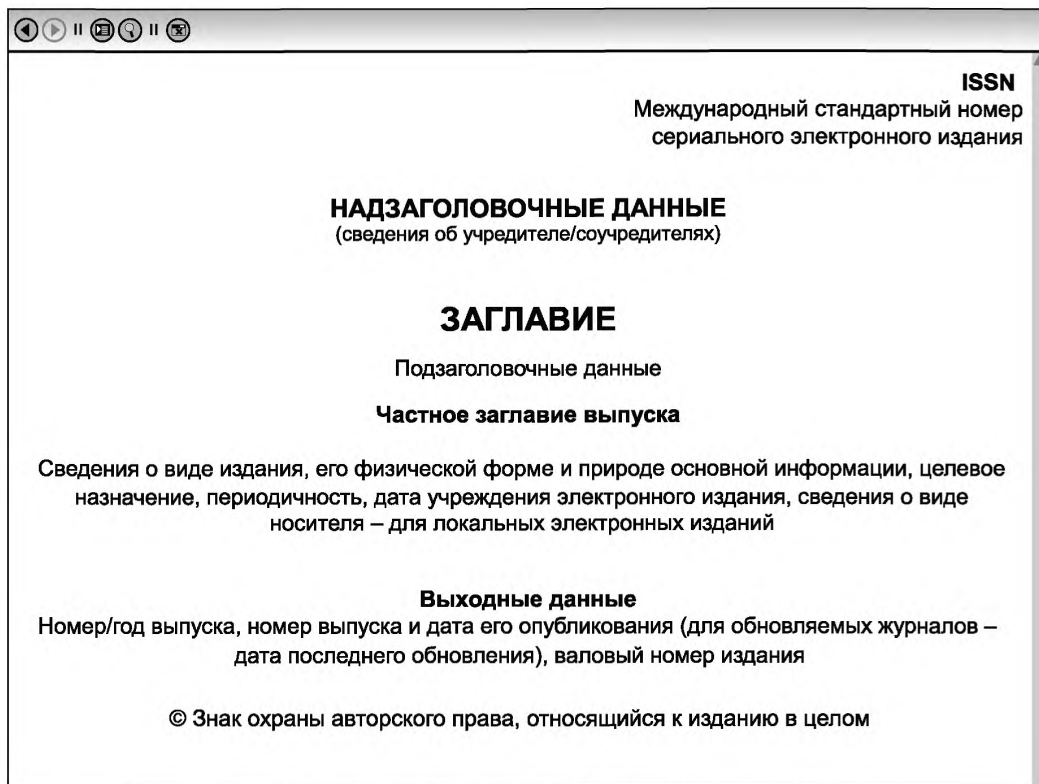 ISSN
Международный стандартный номер
сериального электронного издания
НАДЗАГОЛОВОЧНЫЕ ДАННЫЕ
(сведения об учредителе/соучредителях)
ЗАГЛАВИЕ
Подзаголовочные данные
Частное заглавие выпуска
Сведения о виде издания, его физической форме и природе основной информации, целевое
назначение, периодичность, дата учреждения электронного издания, сведения о виде
носителя – для локальных электронных изданий
Выходные данные
Номер/год выпуска, номер выпуска и дата его опубликования (для обновляемых журналов –
дата последнего обновления), валовый номер издания
© Знак охраны авторского права, относящийся к изданию в целом